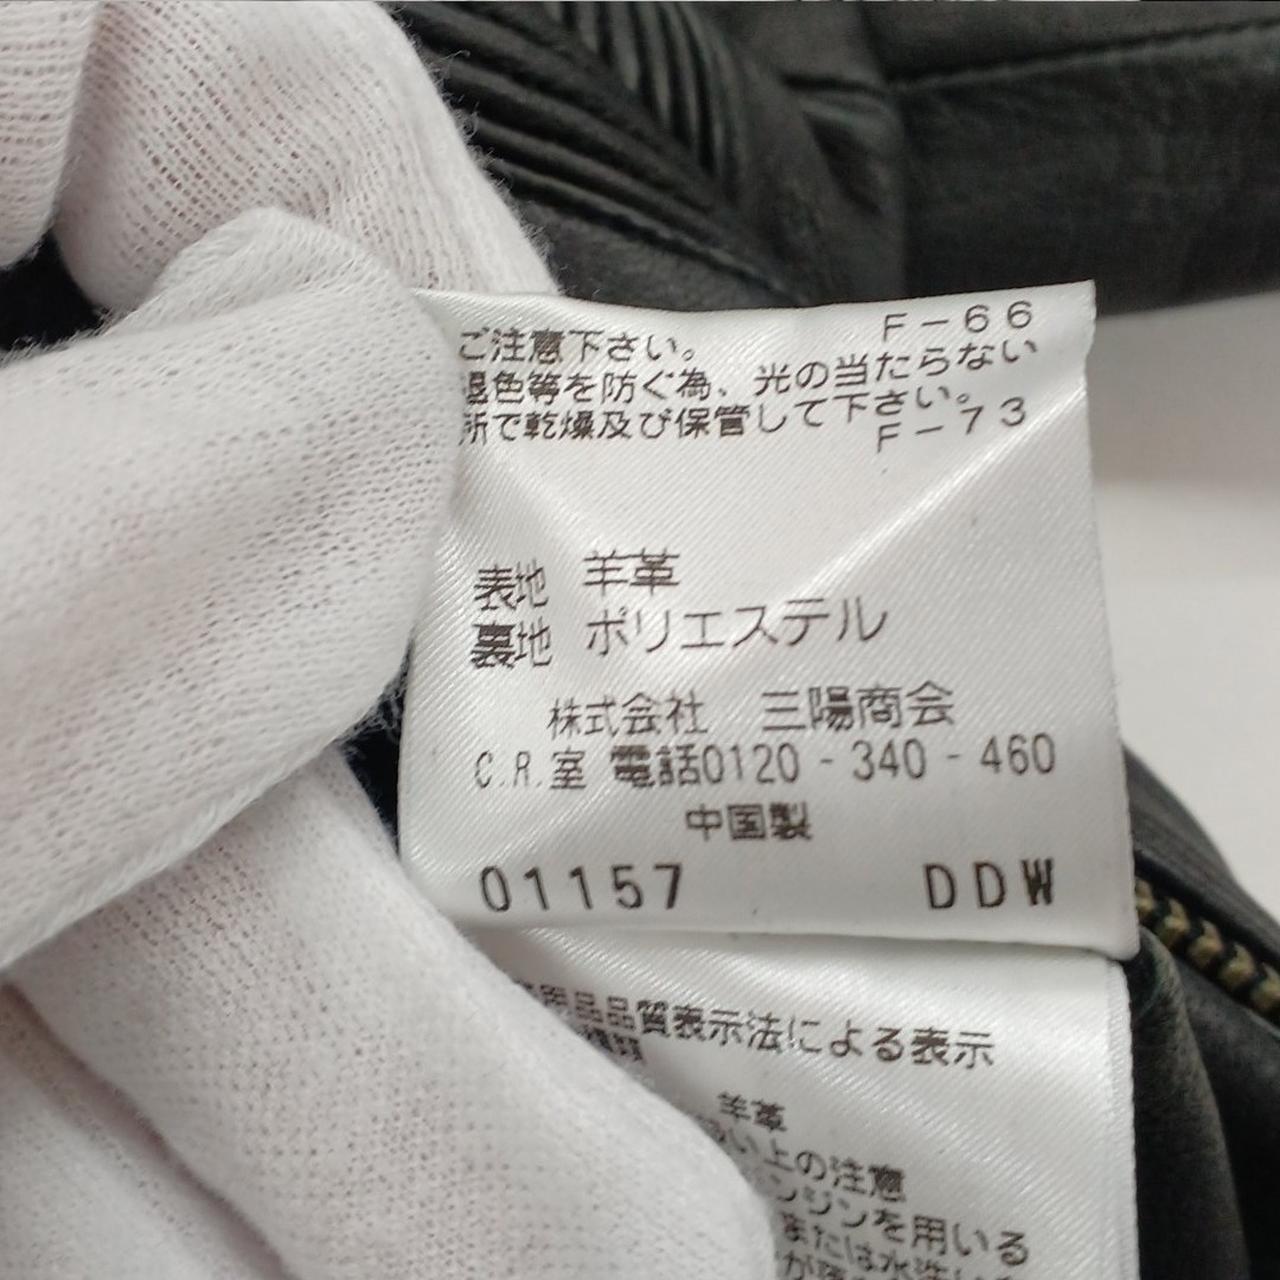 ご注意下さい。 F-66
退色等を防ぐ為、光の当たらない
所で乾燥及び保管して下さい。
F-73
表地 羊革
裏地 ポリエステル
株式会社 三陽商会
C.R.室 電話0120-340-460
中国製
01157 DDW
品質表示法による表示
羊革
い上の注意
ンジンを用いる
または水洗い